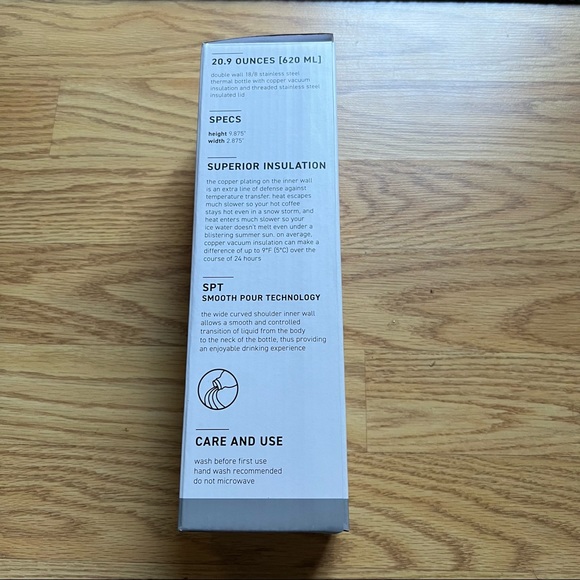 20.9 OUNCES [620 ML]
double wall 18/8 stainless steel
thermal bottle with copper vacuum
insulation and threaded stainless steel
insulated lid
SPECS
height 9.875"
width 2.875"
SUPERIOR INSULATION
the copper plating on the inner wall
is an extra line of defense against
temperature transfer. heat escapes
much slower so your hot coffee
stays hot even in a snow storm, and
heat enters much slower so your
ice water doesn't melt even under a
blistering summer sun. on average,
copper vacuum insulation can make a
difference of up to 9°F (5°C) over the
course of 24 hours
SPT
SMOOTH POUR TECHNOLOGY
the wide curved shoulder inner wall
allows a smooth and controlled
transition of liquid from the body
to the neck of the bottle, thus providing
an enjoyable drinking experience
CARE AND USE
wash before first use
hand wash recommended
do not microwave